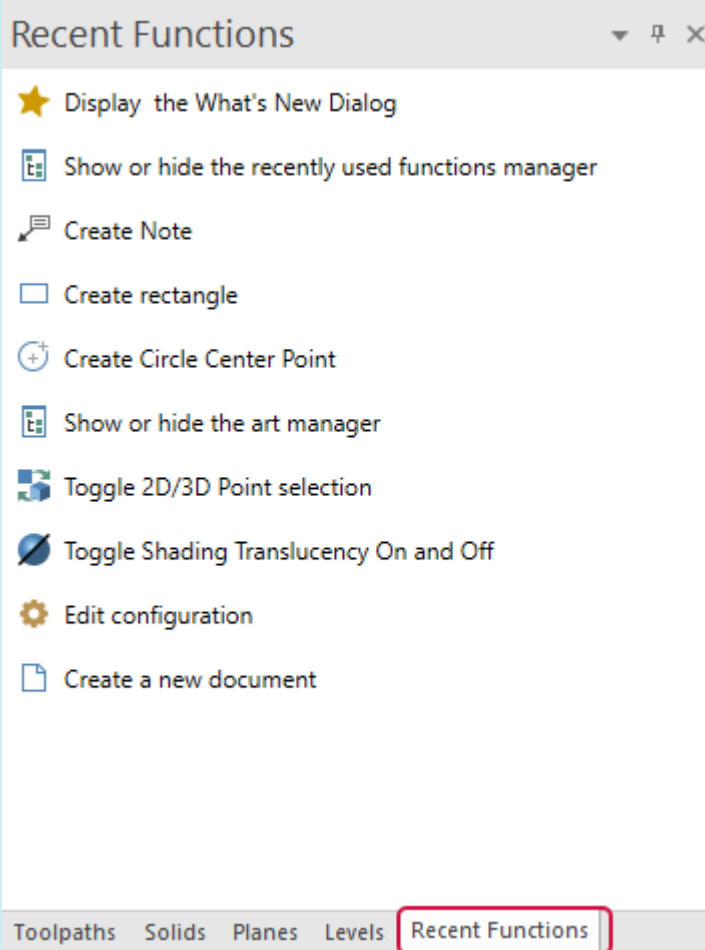 Recent Functions
Display  the What's New Dialog
Show or hide the recently used functions manager
Create Note
Create rectangle
Create Circle Center Point
Show or hide the art manager
Toggle 2D/3D Point selection
Toggle Shading Translucency On and Off
Edit configuration
Create a new document
Toolpaths Solids Planes Levels Recent Functions